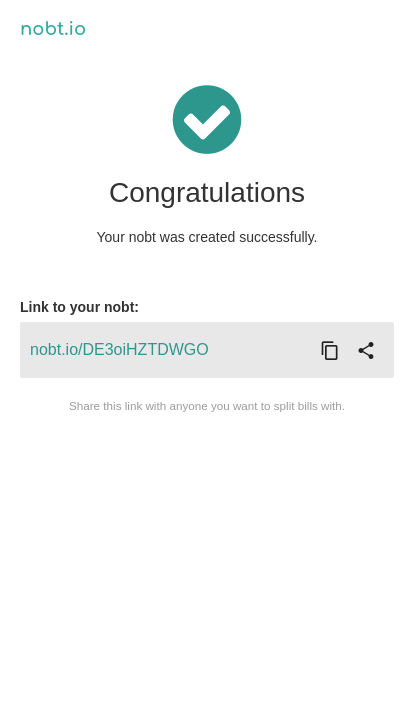 nobt.io
Congratulations
Your nobt was created successfully.
Link to your nobt:
nobt.io/DE3oiHZTDWGO
Share this link with anyone you want to split bills with.